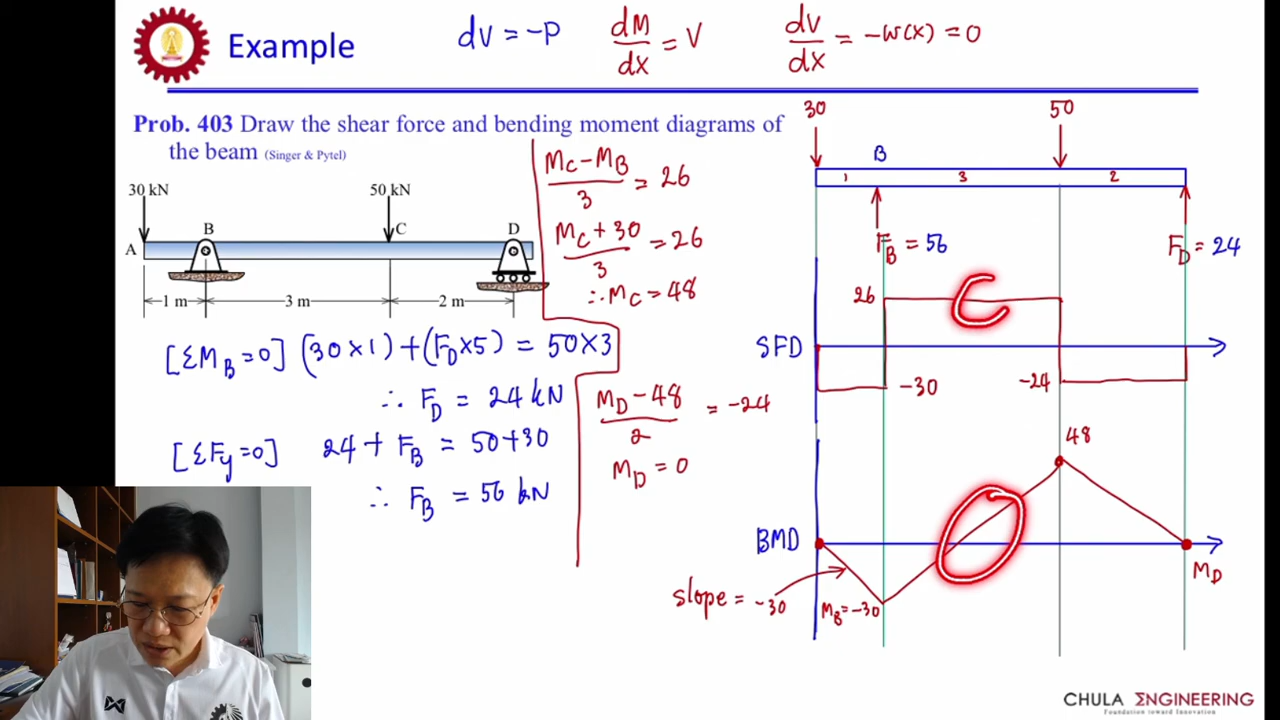 Example
dV = -P
dM/dx = V
dV/dx = -w(x) = 0
Prob. 403 Draw the shear force and bending moment diagrams of
the beam (Singer & Pytel)
30 kN
50 kN
A
B
C
D
1 m
3 m
2 m
[ΣM_B=0] (30×1)+(F_D×5) = 50×3
∴ F_D = 24 kN
[ΣFy=0] 24 + F_B = 50+30
∴ F_B = 56 kN
(M_C – M_B)/3 = 26
(M_C + 30)/3 = 26
∴ M_C = 48
(M_D – 48)/2 = -24
M_D = 0
30
50
B
1
3
2
F_B = 56
F_D = 24
26
SFD
-30
-24
48
BMD
M_D
slope = -30
M_B = -30
CHULA ΣNGINEERING
Foundation toward Innovation